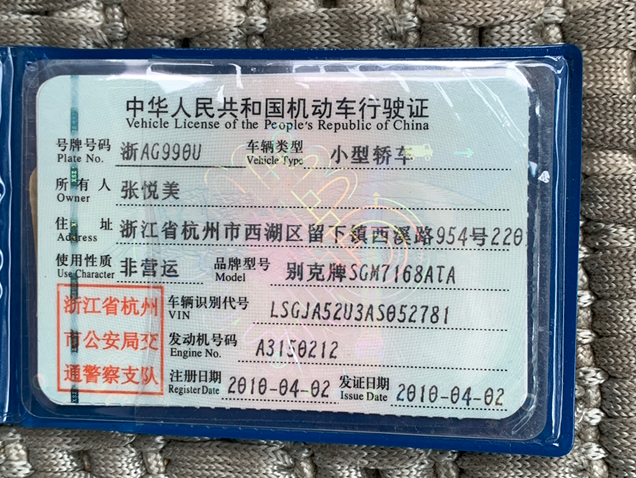 中华人民共和国机动车行驶证
Vehicle License of the People's Republic of China
号牌号码 浙AG990U 车辆类型 小型轿车
Plate No. Vehicle Type
所有人 张悦美
Owner
住址 浙江省杭州市西湖区留下镇西溪路954号220
Address
使用性质 非营运 品牌型号 别克牌SGM7168ATA
Use Character Model
浙江省杭州
市公安局交
通警察支队
车辆识别代号 LSGJA52U3AS052781
VIN
发动机号码 A3150212
Engine No.
注册日期 2010-04-02 发证日期 2010-04-02
Register Date Issue Date